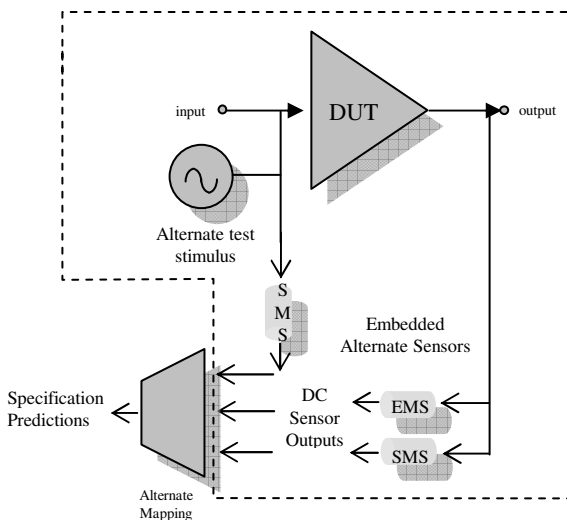 input
DUT
output
Alternate test
stimulus
S
M
S
Embedded
Alternate Sensors
Specification
Predictions
DC
Sensor
Outputs
EMS
SMS
Alternate
Mapping